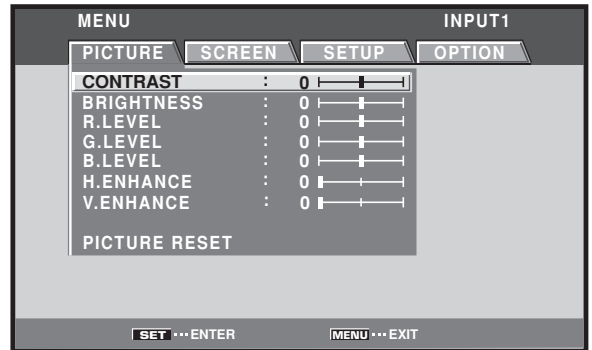 MENU INPUT1
PICTURE SCREEN SETUP OPTION
CONTRAST : 0
BRIGHTNESS : 0
R.LEVEL : 0
G.LEVEL : 0
B.LEVEL : 0
H.ENHANCE : 0
V.ENHANCE : 0
PICTURE RESET
SET ··· ENTER MENU ··· EXIT